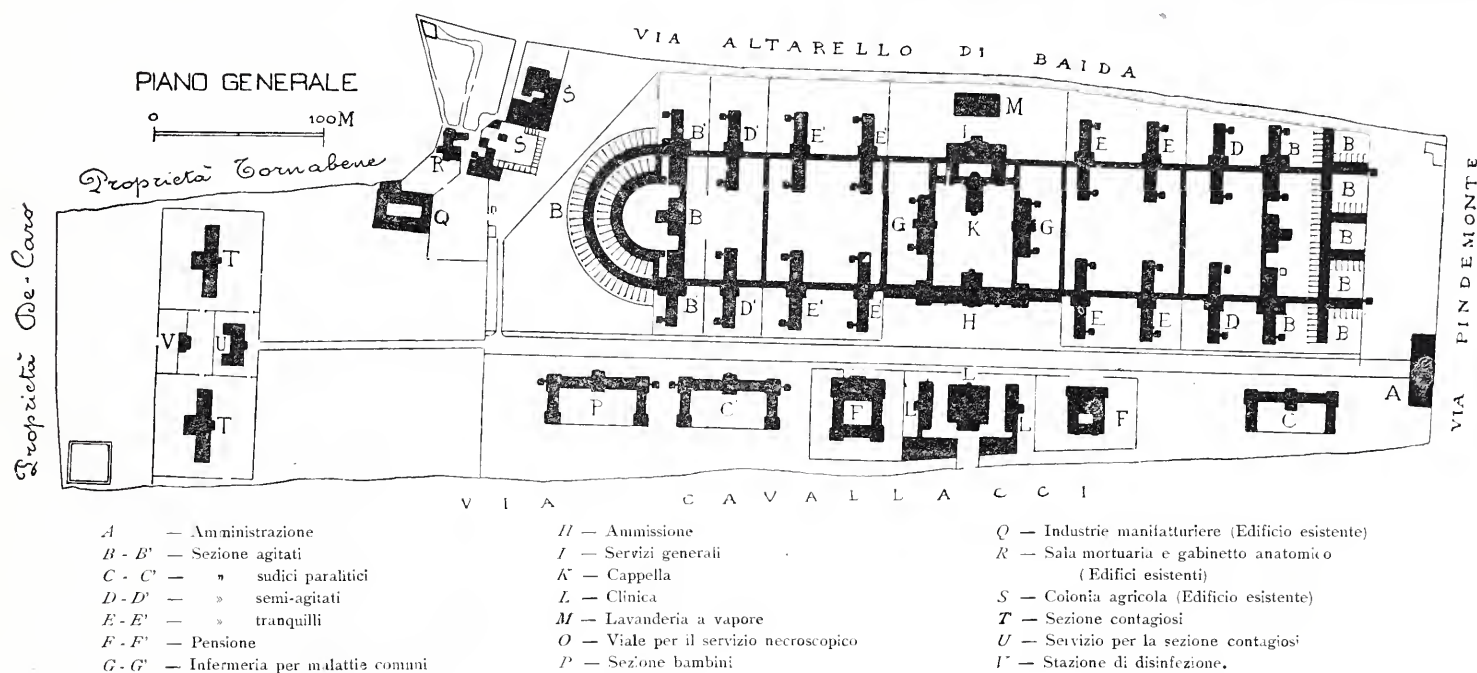 VIA ALTARELLO DI BAIDA
PIANO GENERALE
0 100M
Proprietà Tornabene
Proprietà De-Caro
VIA PINDEMONTE
S
S
R
Q
M
I
B' D' E' E' E E D B B
B
B
B
B
G K G
B
T
B' D' E' E' H E E D B B
V U
A
L
P C' F L L F C
T
VIA CAVALLACCI
A — Amministrazione
B - B' — Sezione agitati
C - C' — " sudici paralitici
D - D' — » semi-agitati
E - E' — » tranquilli
F - F' — Pensione
G - G' — Infermeria per malattie comuni
H — Ammissione
I — Servizi generali
K — Cappella
L — Clinica
M — Lavanderia a vapore
O — Viale per il servizio necroscopico
P — Sezione bambini
Q — Industrie manifatturiere (Edificio esistente)
R — Sala mortuaria e gabinetto anatomico
(Edifici esistenti)
S — Colonia agricola (Edificio esistente)
T — Sezione contagiosi
U — Servizio per la sezione contagiosi
V — Stazione di disinfezione.